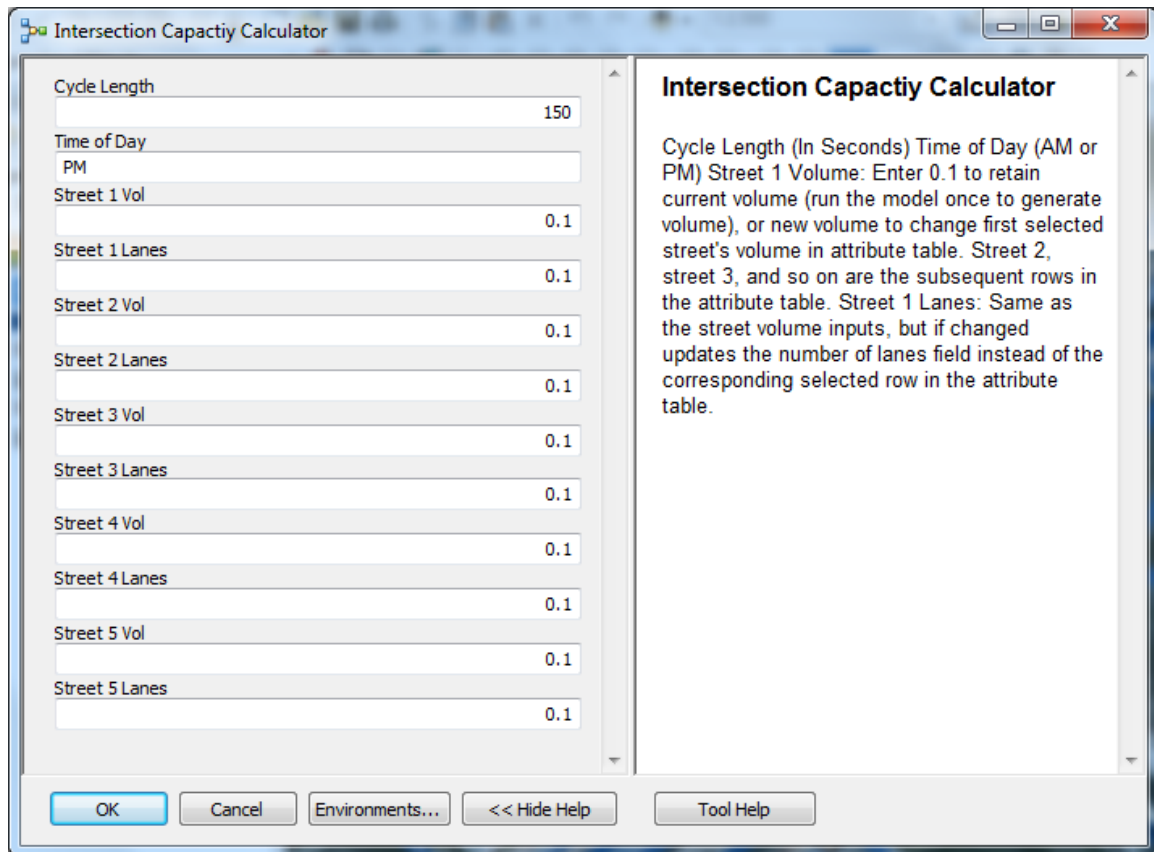 Intersection Capactiy Calculator
Cycle Length
150
Time of Day
PM
Street 1 Vol
0.1
Street 1 Lanes
0.1
Street 2 Vol
0.1
Street 2 Lanes
0.1
Street 3 Vol
0.1
Street 3 Lanes
0.1
Street 4 Vol
0.1
Street 4 Lanes
0.1
Street 5 Vol
0.1
Street 5 Lanes
0.1
Intersection Capactiy Calculator
Cycle Length (In Seconds) Time of Day (AM or
PM) Street 1 Volume: Enter 0.1 to retain
current volume (run the model once to generate
volume), or new volume to change first selected
street's volume in attribute table. Street 2,
street 3, and so on are the subsequent rows in
the attribute table. Street 1 Lanes: Same as
the street volume inputs, but if changed
updates the number of lanes field instead of the
corresponding selected row in the attribute
table.
OK
Cancel
Environments...
<< Hide Help
Tool Help